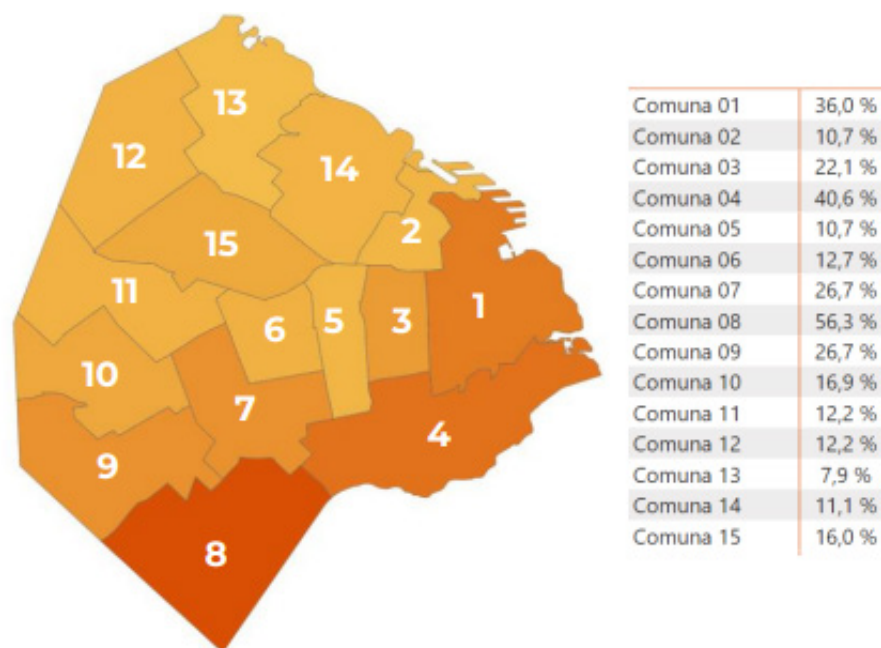 13
12
14
2
15
11
1
6
5
3
10
7
4
9
8
Comuna 01 36,0 %
Comuna 02 10,7 %
Comuna 03 22,1 %
Comuna 04 40,6 %
Comuna 05 10,7 %
Comuna 06 12,7 %
Comuna 07 26,7 %
Comuna 08 56,3 %
Comuna 09 26,7 %
Comuna 10 16,9 %
Comuna 11 12,2 %
Comuna 12 12,2 %
Comuna 13 7,9 %
Comuna 14 11,1 %
Comuna 15 16,0 %